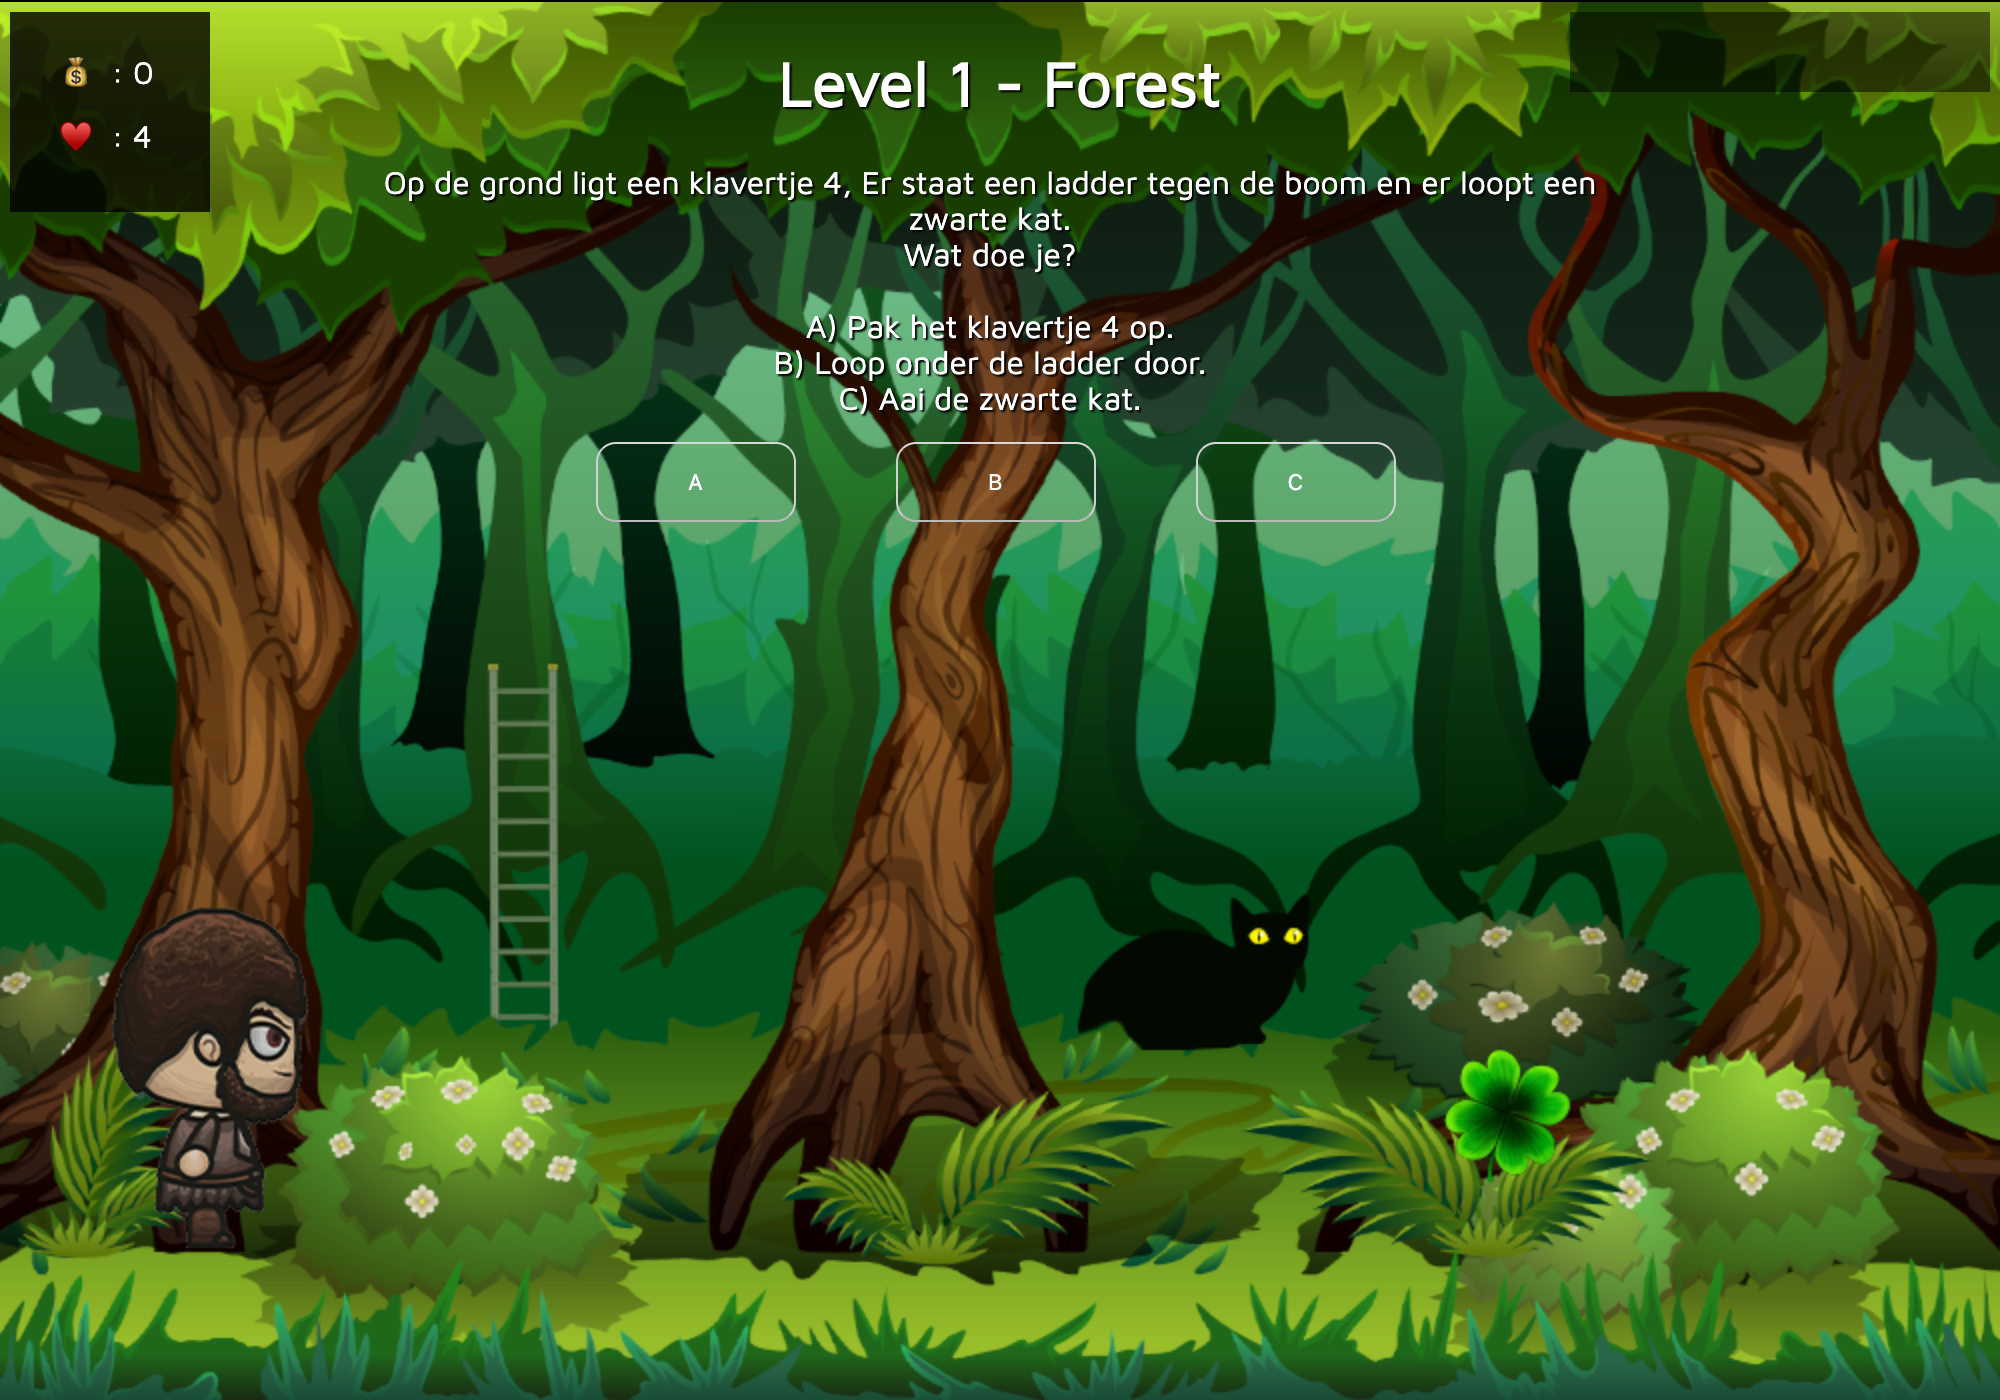 : 0
: 4
Level 1 - Forest
Op de grond ligt een klavertje 4, Er staat een ladder tegen de boom en er loopt een
zwarte kat.
Wat doe je?
A) Pak het klavertje 4 op.
B) Loop onder de ladder door.
C) Aai de zwarte kat.
A
B
C